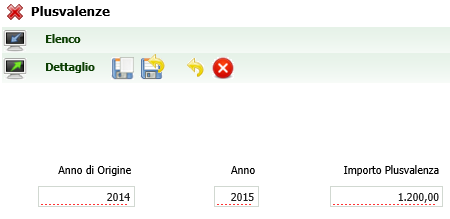 Plusvalenze
Elenco
Dettaglio
Anno di Origine Anno Importo Plusvalenza
2014 2015 1.200,00